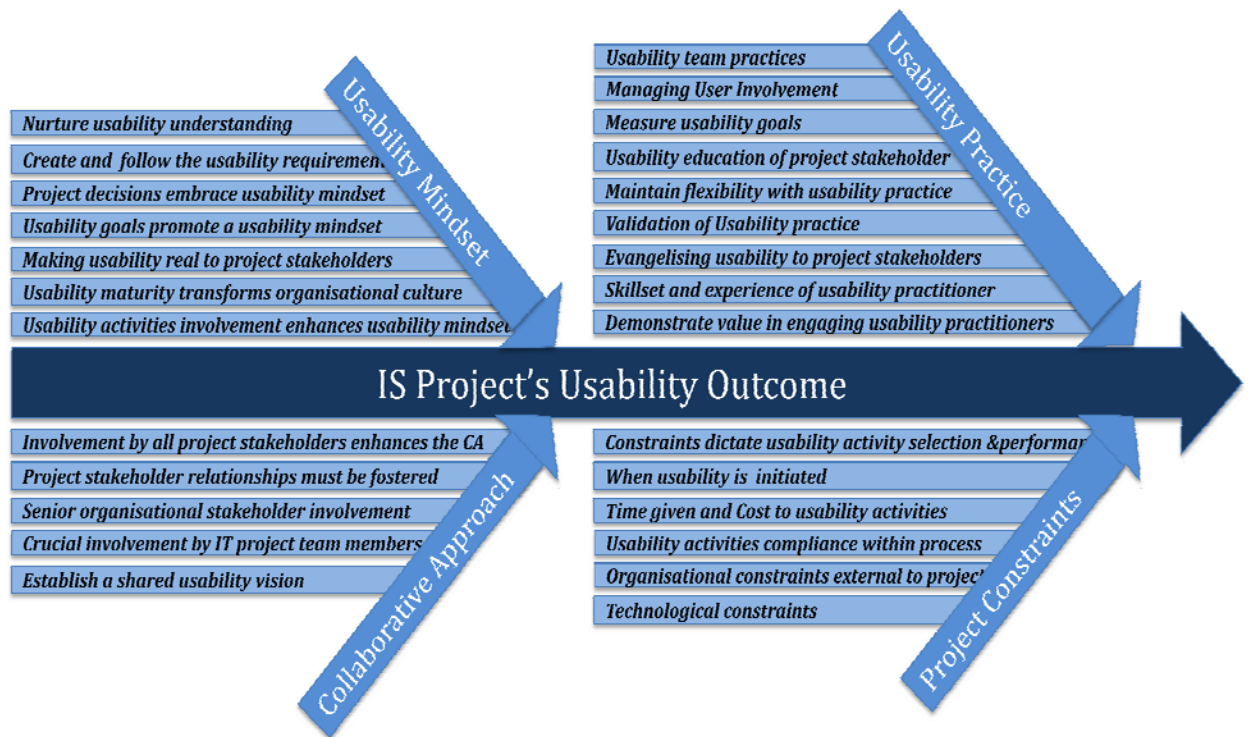 Usability Mindset
Nurture usability understanding
Create and follow the usability requirement
Project decisions embrace usability mindset
Usability goals promote a usability mindset
Making usability real to project stakeholders
Usability maturity transforms organisational culture
Usability activities involvement enhances usability mindset
Usability Practice
Usability team practices
Managing User Involvement
Measure usability goals
Usability education of project stakeholder
Maintain flexibility with usability practice
Validation of Usability practice
Evangelising usability to project stakeholders
Skillset and experience of usability practitioner
Demonstrate value in engaging usability practitioners
IS Project's Usability Outcome
Involvement by all project stakeholders enhances the CA
Project stakeholder relationships must be fostered
Senior organisational stakeholder involvement
Crucial involvement by IT project team members
Establish a shared usability vision
Collaborative Approach
Constraints dictate usability activity selection &performan
When usability is initiated
Time given and Cost to usability activities
Usability activities compliance within process
Organisational constraints external to project
Technological constraints
Project Constraints